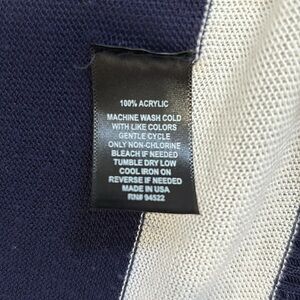 100% ACRYLIC
MACHINE WASH COLD
WITH LIKE COLORS
GENTLE CYCLE
ONLY NON-CHLORINE
BLEACH IF NEEDED
TUMBLE DRY LOW
COOL IRON ON
REVERSE IF NEEDED
MADE IN USA
RN# 94522